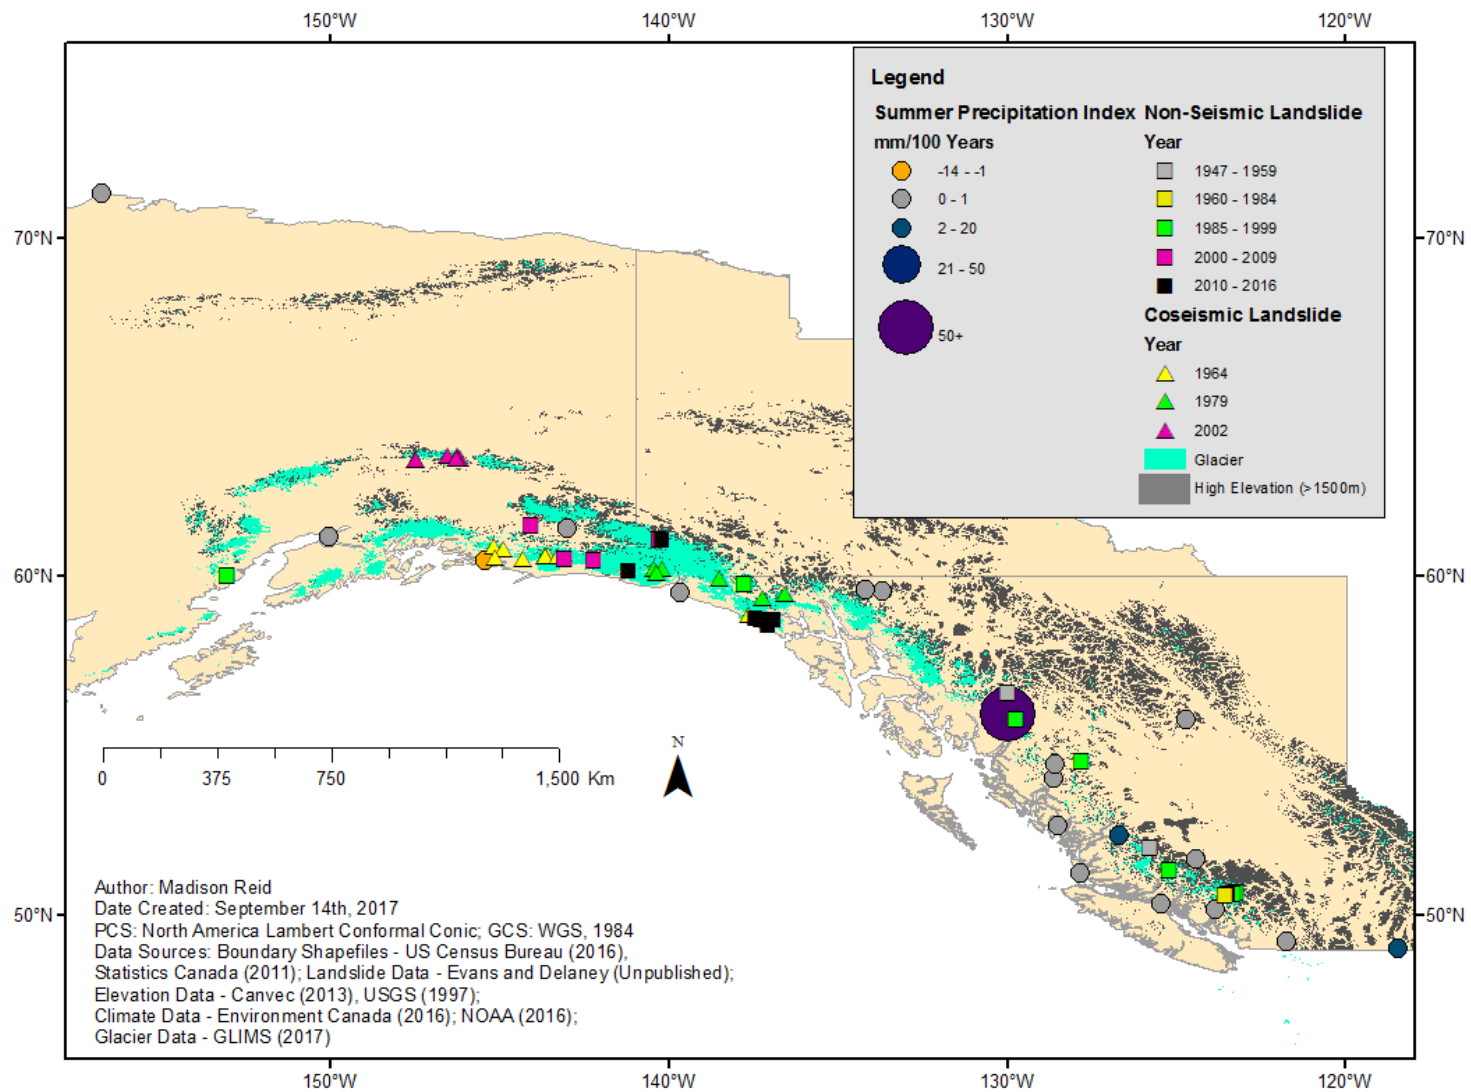 150°W 140°W 130°W 120°W
Legend
Summer Precipitation Index
mm/100 Years
-14 - -1
0 - 1
2 - 20
21 - 50
50+
Non-Seismic Landslide
Year
1947 - 1959
1960 - 1984
1985 - 1999
2000 - 2009
2010 - 2016
Coseismic Landslide
Year
1964
1979
2002
Glacier
High Elevation (>1500m)
70°N 70°N
60°N 60°N
N
0 375 750 1,500 Km
Author: Madison Reid
Date Created: September 14th, 2017
PCS: North America Lambert Conformal Conic; GCS: WGS, 1984
Data Sources: Boundary Shapefiles - US Census Bureau (2016),
Statistics Canada (2011); Landslide Data - Evans and Delaney (Unpublished);
Elevation Data - Canvec (2013), USGS (1997);
Climate Data - Environment Canada (2016); NOAA (2016);
Glacier Data - GLIMS (2017)
50°N 50°N
150°W 140°W 130°W 120°W